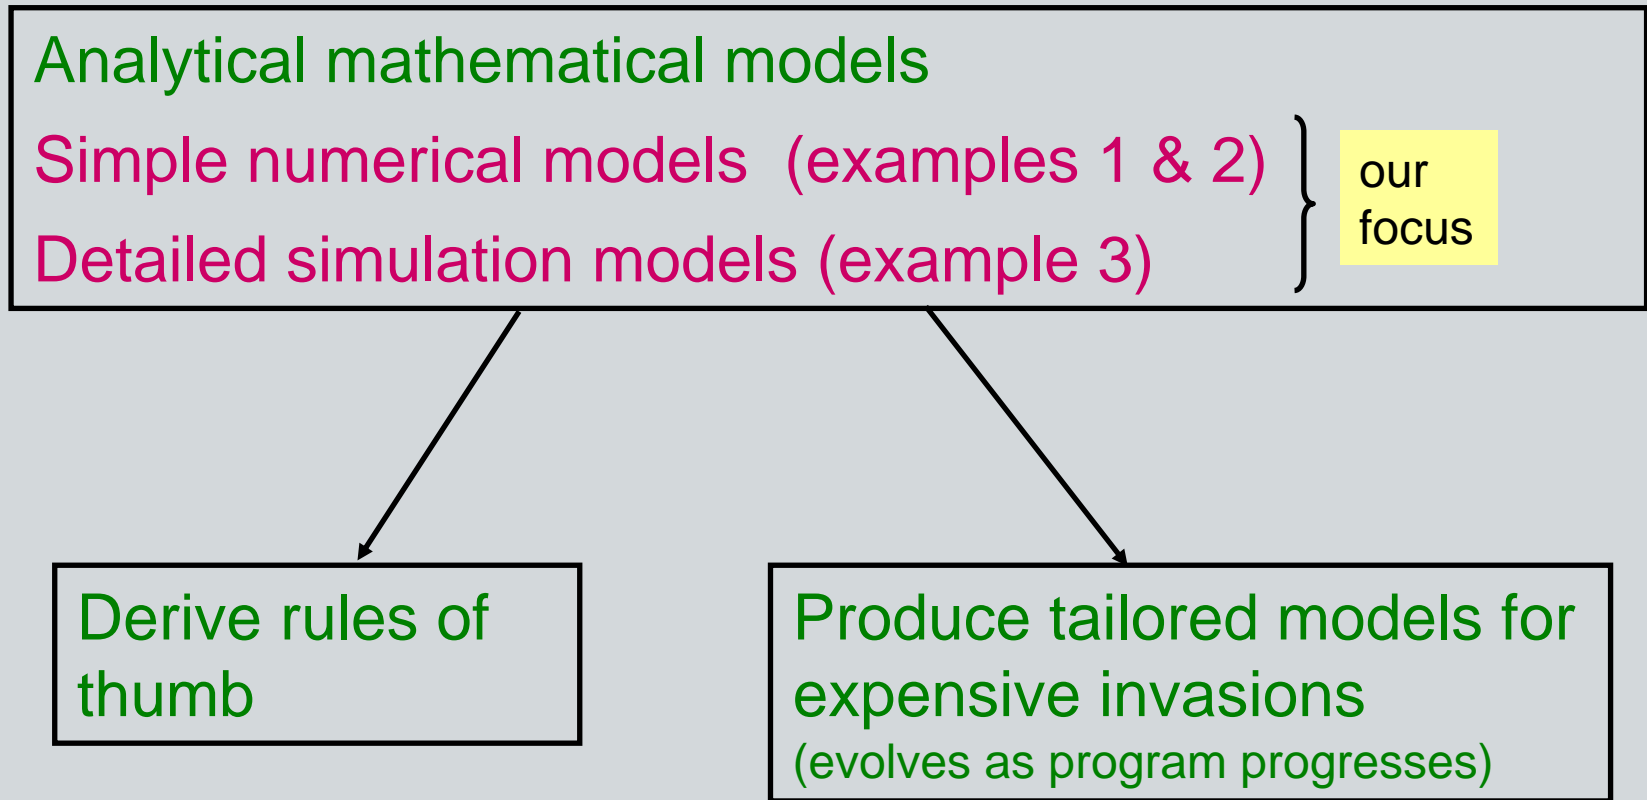 Analytical mathematical models
Simple numerical models (examples 1 & 2)
Detailed simulation models (example 3)
our
focus
Derive rules of
thumb
Produce tailored models for
expensive invasions
(evolves as program progresses)